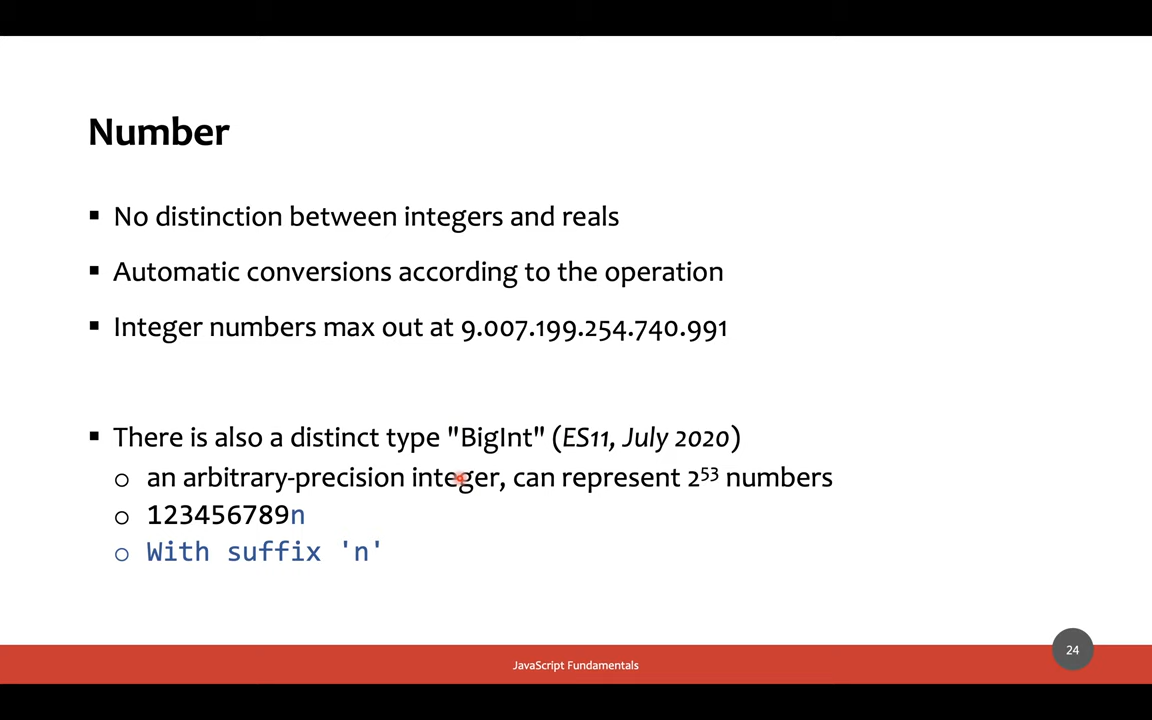 Number
▪ No distinction between integers and reals
▪ Automatic conversions according to the operation
▪ Integer numbers max out at 9.007.199.254.740.991
▪ There is also a distinct type "BigInt" (ES11, July 2020)
o an arbitrary-precision integer, can represent 2⁵³ numbers
o 123456789n
o With suffix 'n'
24
JavaScript Fundamentals